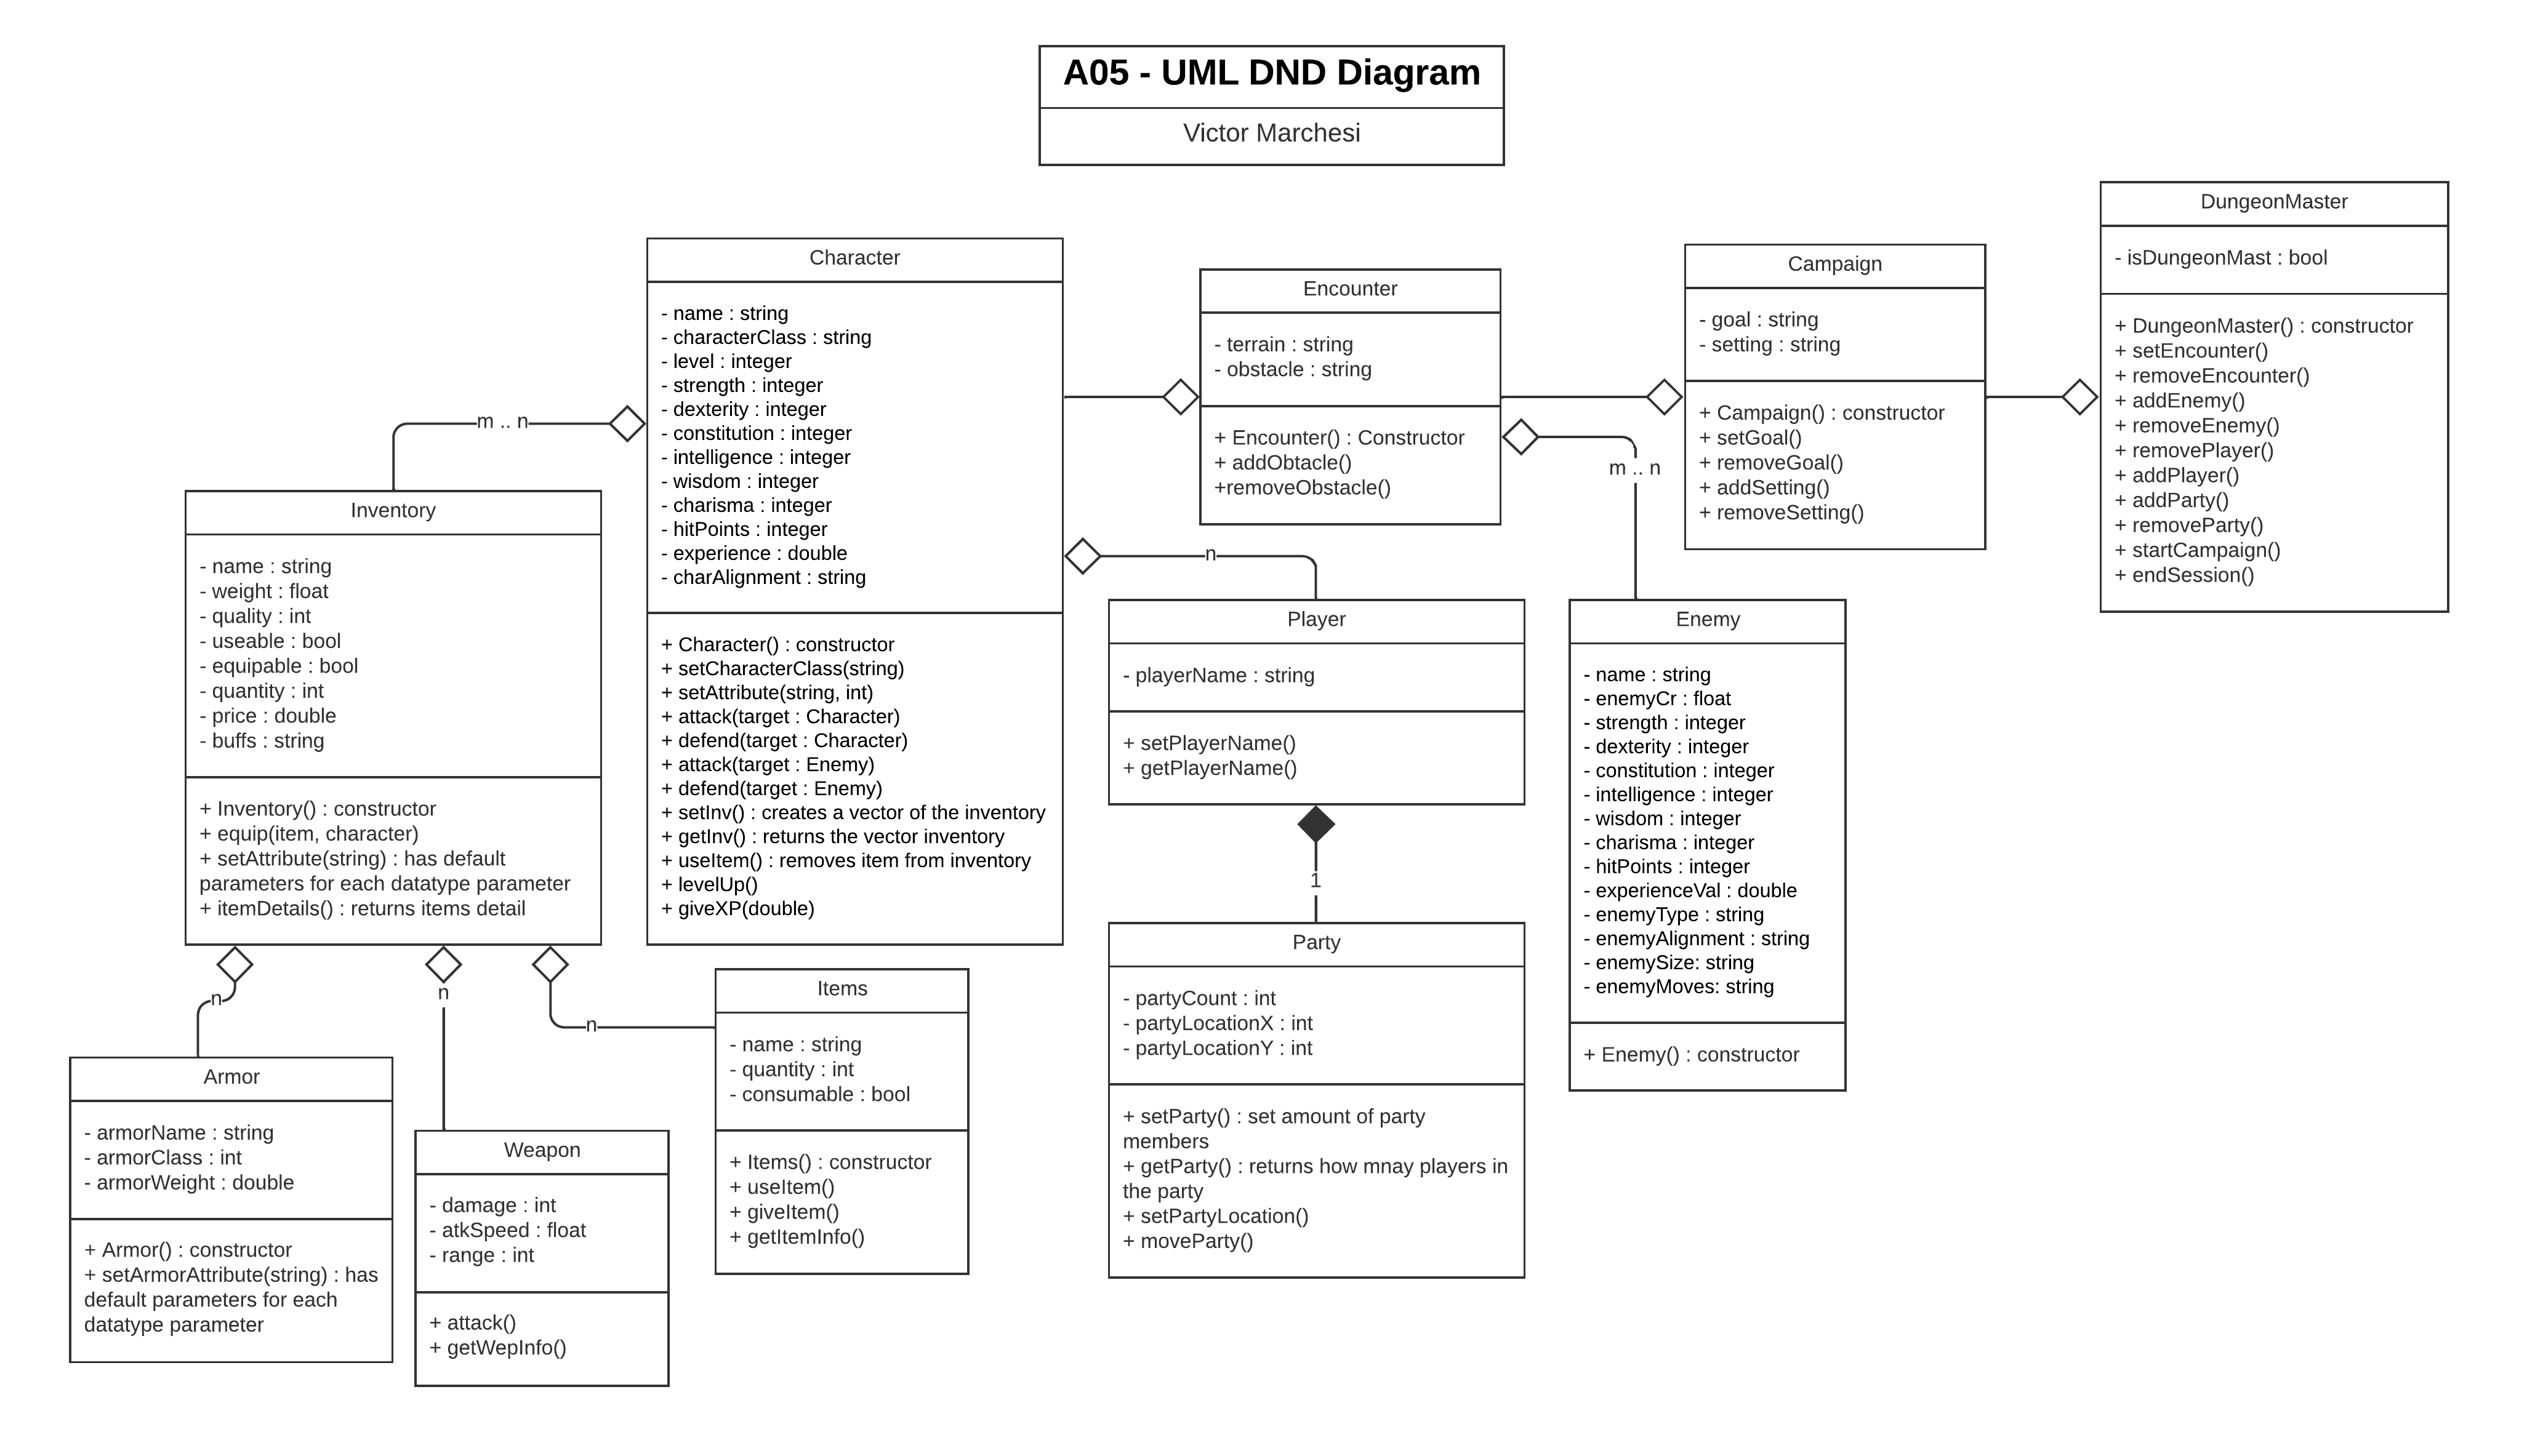 A05 - UML DND Diagram
Victor Marchesi
DungeonMaster
- isDungeonMast : bool
+ DungeonMaster() : constructor
+ setEncounter()
+ removeEncounter()
+ addEnemy()
+ removeEnemy()
+ removePlayer()
+ addPlayer()
+ addParty()
+ removeParty()
+ startCampaign()
+ endSession()
Character
- name : string
- characterClass : string
- level : integer
- strength : integer
- dexterity : integer
- constitution : integer
- intelligence : integer
- wisdom : integer
- charisma : integer
- hitPoints : integer
- experience : double
- charAlignment : string
+ Character() : constructor
+ setCharacterClass(string)
+ setAttribute(string, int)
+ attack(target : Character)
+ defend(target : Character)
+ attack(target : Enemy)
+ defend(target : Enemy)
+ setInv() : creates a vector of the inventory
+ getInv() : returns the vector inventory
+ useItem() : removes item from inventory
+ levelUp()
+ giveXP(double)
Encounter
- terrain : string
- obstacle : string
+ Encounter() : Constructor
+ addObtacle()
+removeObstacle()
Campaign
- goal : string
- setting : string
+ Campaign() : constructor
+ setGoal()
+ removeGoal()
+ addSetting()
+ removeSetting()
m .. n
m .. n
n
Inventory
- name : string
- weight : float
- quality : int
- useable : bool
- equipable : bool
- quantity : int
- price : double
- buffs : string
+ Inventory() : constructor
+ equip(item, character)
+ setAttribute(string) : has default
parameters for each datatype parameter
+ itemDetails() : returns items detail
Player
- playerName : string
+ setPlayerName()
+ getPlayerName()
1
Enemy
- name : string
- enemyCr : float
- strength : integer
- dexterity : integer
- constitution : integer
- intelligence : integer
- wisdom : integer
- charisma : integer
- hitPoints : integer
- experienceVal : double
- enemyType : string
- enemyAlignment : string
- enemySize: string
- enemyMoves: string
+ Enemy() : constructor
Party
- partyCount : int
- partyLocationX : int
- partyLocationY : int
+ setParty() : set amount of party
members
+ getParty() : returns how mnay players in
the party
+ setPartyLocation()
+ moveParty()
n
n
n
Items
- name : string
- quantity : int
- consumable : bool
+ Items() : constructor
+ useItem()
+ giveItem()
+ getItemInfo()
Armor
- armorName : string
- armorClass : int
- armorWeight : double
+ Armor() : constructor
+ setArmorAttribute(string) : has
default parameters for each
datatype parameter
Weapon
- damage : int
- atkSpeed : float
- range : int
+ attack()
+ getWepInfo()